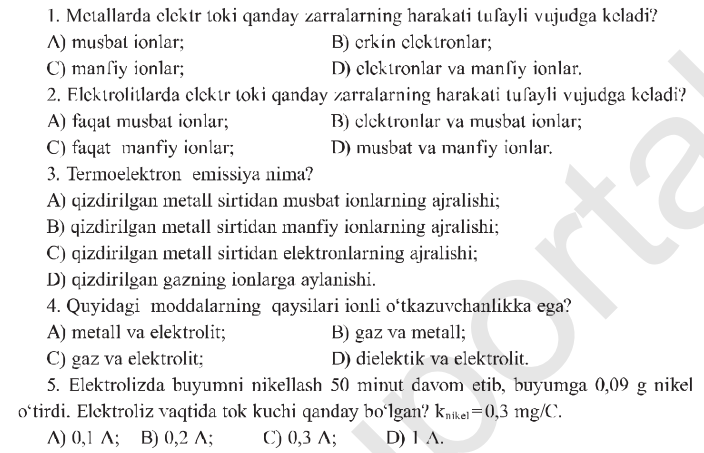 1. Metallarda elektr toki qanday zarralarning harakati tufayli vujudga keladi?
A) musbat ionlar; B) erkin elektronlar;
C) manfiy ionlar; D) elektronlar va manfiy ionlar.
2. Elektrolitlarda elektr toki qanday zarralarning harakati tufayli vujudga keladi?
A) faqat musbat ionlar; B) elektronlar va musbat ionlar;
C) faqat manfiy ionlar; D) musbat va manfiy ionlar.
3. Termoelektron emissiya nima?
A) qizdirilgan metall sirtidan musbat ionlarning ajralishi;
B) qizdirilgan metall sirtidan manfiy ionlarning ajralishi;
C) qizdirilgan metall sirtidan elektronlarning ajralishi;
D) qizdirilgan gazning ionlarga aylanishi.
4. Quyidagi moddalarning qaysilari ionli o‘tkazuvchanlikka ega?
A) metall va elektrolit; B) gaz va metall;
C) gaz va elektrolit; D) dielektik va elektrolit.
5. Elektrolizda buyumni nikellash 50 minut davom etib, buyumga 0,09 g nikel
o‘tirdi. Elektroliz vaqtida tok kuchi qanday bo‘lgan? k nikel=0,3 mg/C.
A) 0,1 A; B) 0,2 A; C) 0,3 A; D) 1 A.